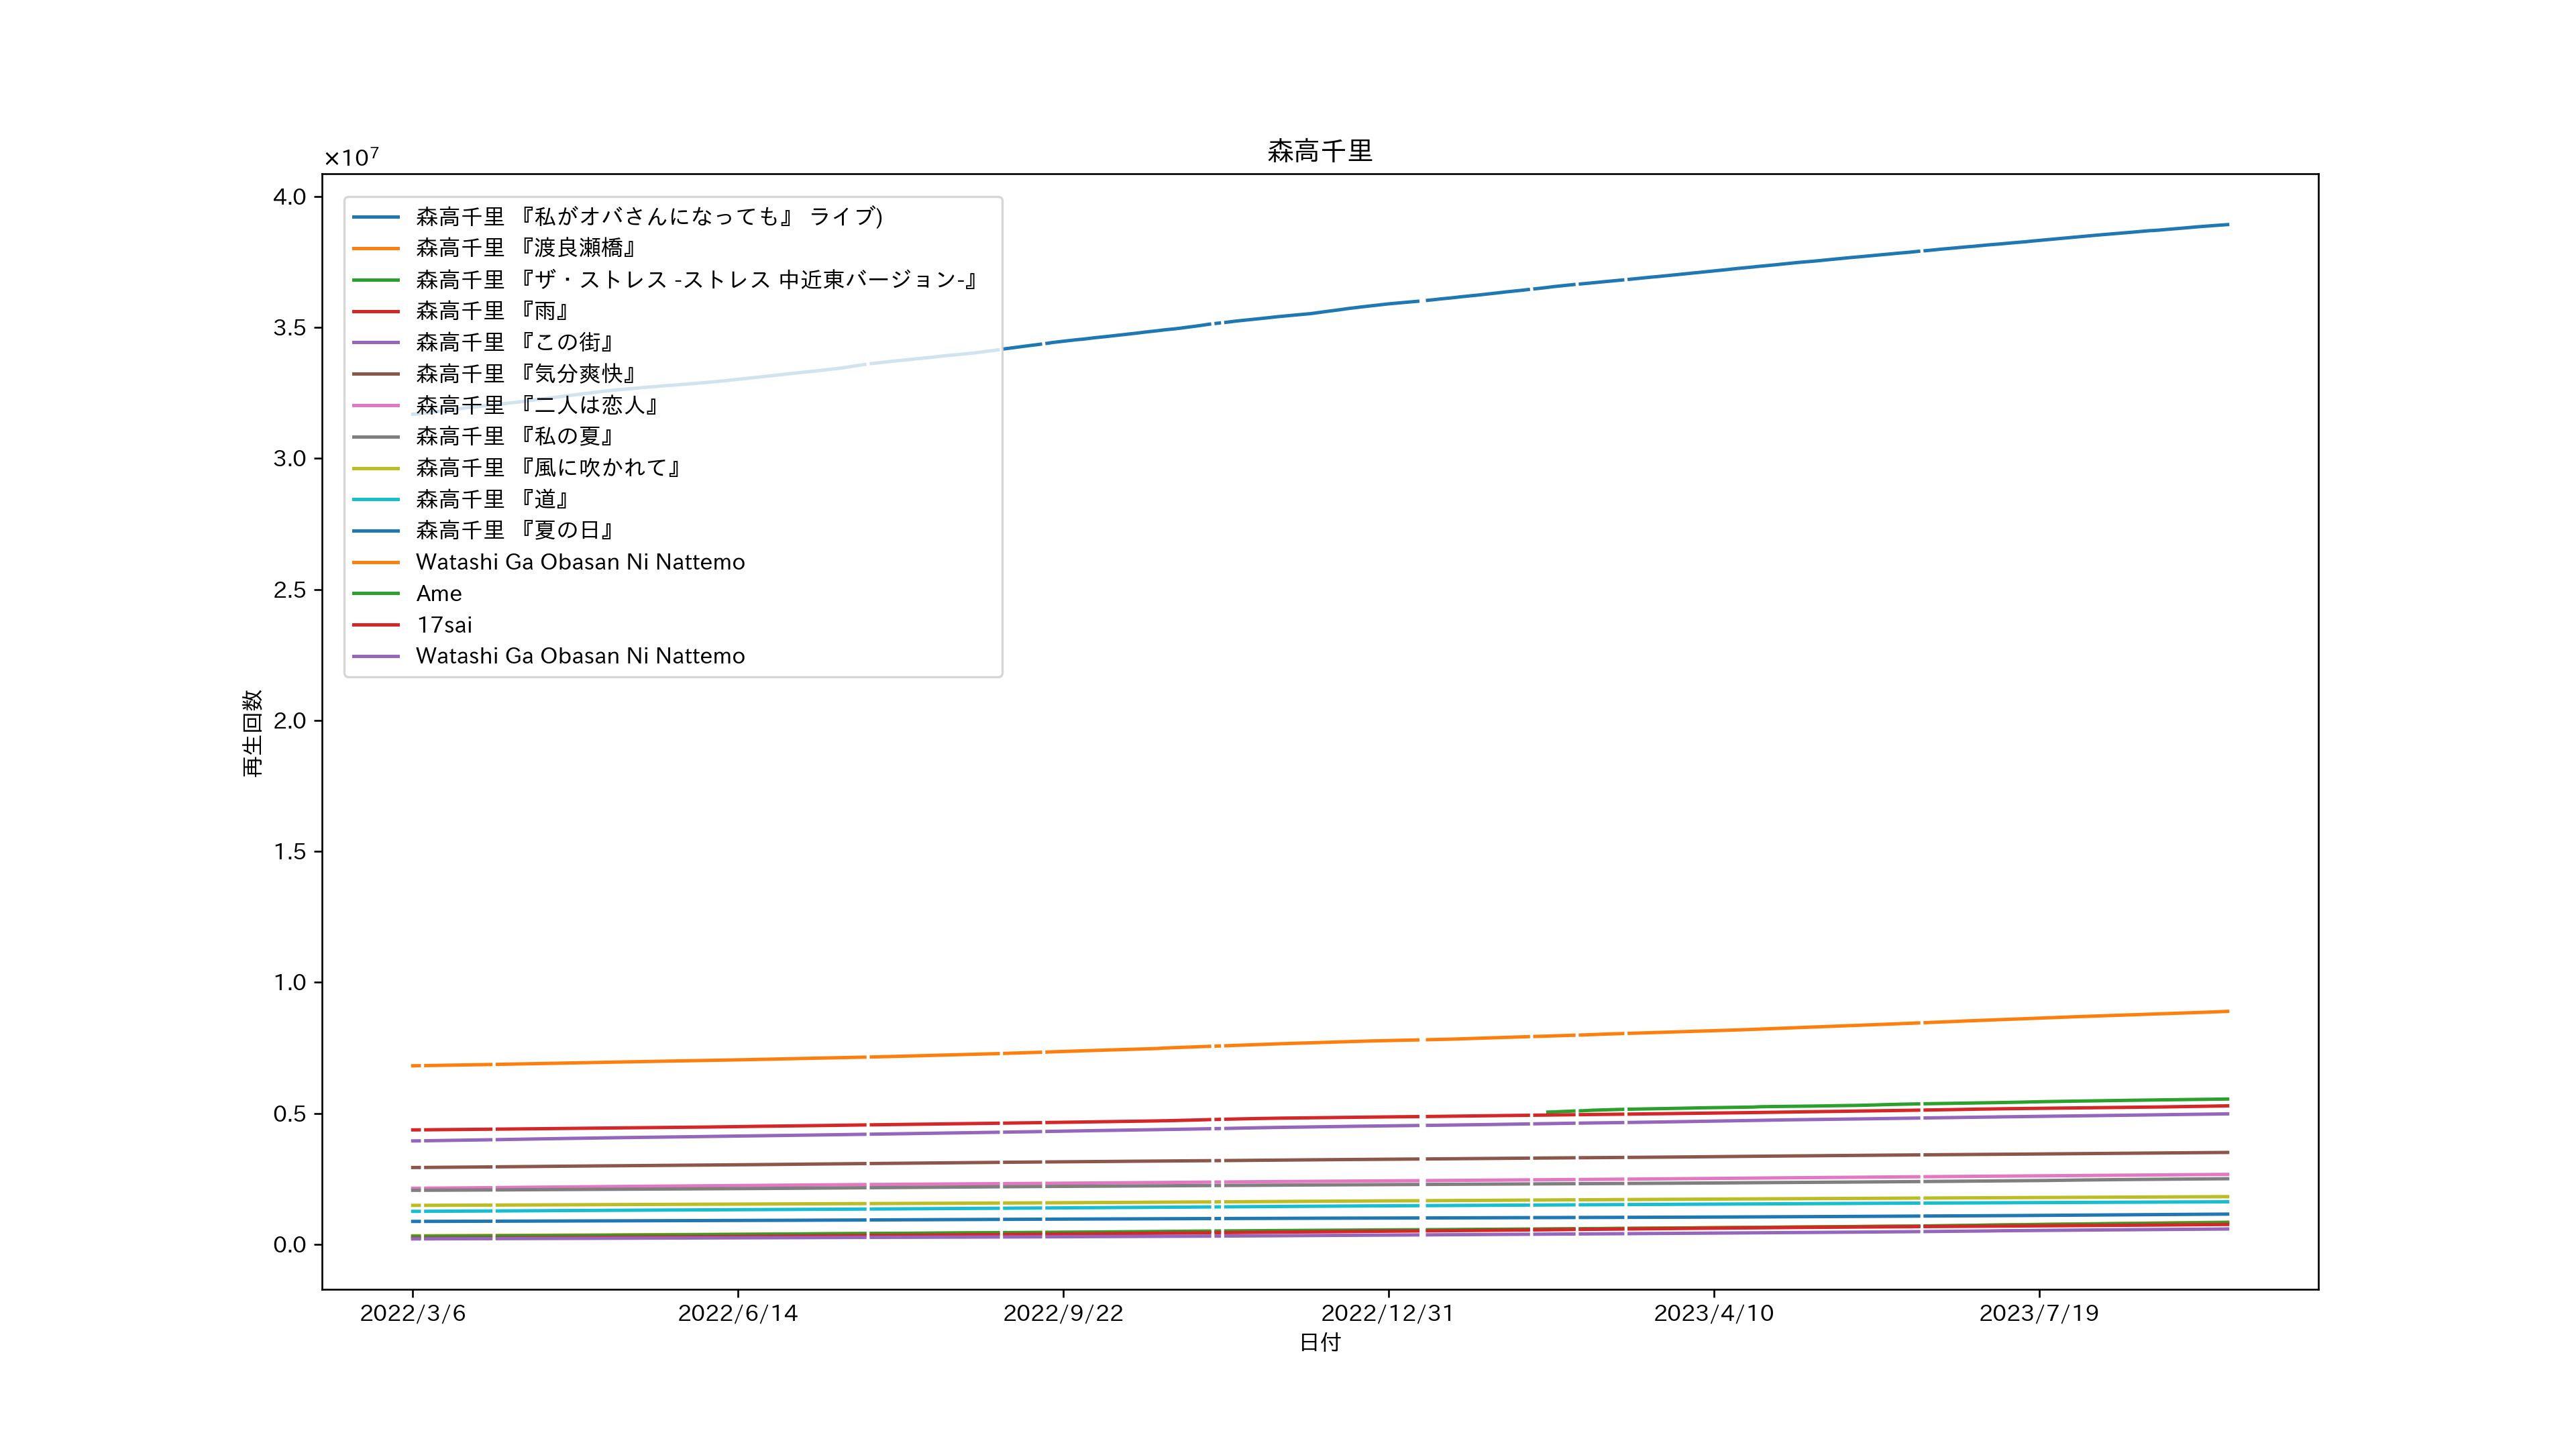 森高千里
×10⁷
4.0
3.5
3.0
2.5
2.0
1.5
1.0
0.5
0.0
再生回数
森高千里 『私がオバさんになっても』 ライブ)
森高千里 『渡良瀬橋』
森高千里 『ザ・ストレス -ストレス 中近東バージョン-』
森高千里 『雨』
森高千里 『この街』
森高千里 『気分爽快』
森高千里 『二人は恋人』
森高千里 『私の夏』
森高千里 『風に吹かれて』
森高千里 『道』
森高千里 『夏の日』
Watashi Ga Obasan Ni Nattemo
Ame
17sai
Watashi Ga Obasan Ni Nattemo
2022/3/6 2022/6/14 2022/9/22 2022/12/31 2023/4/10 2023/7/19
日付